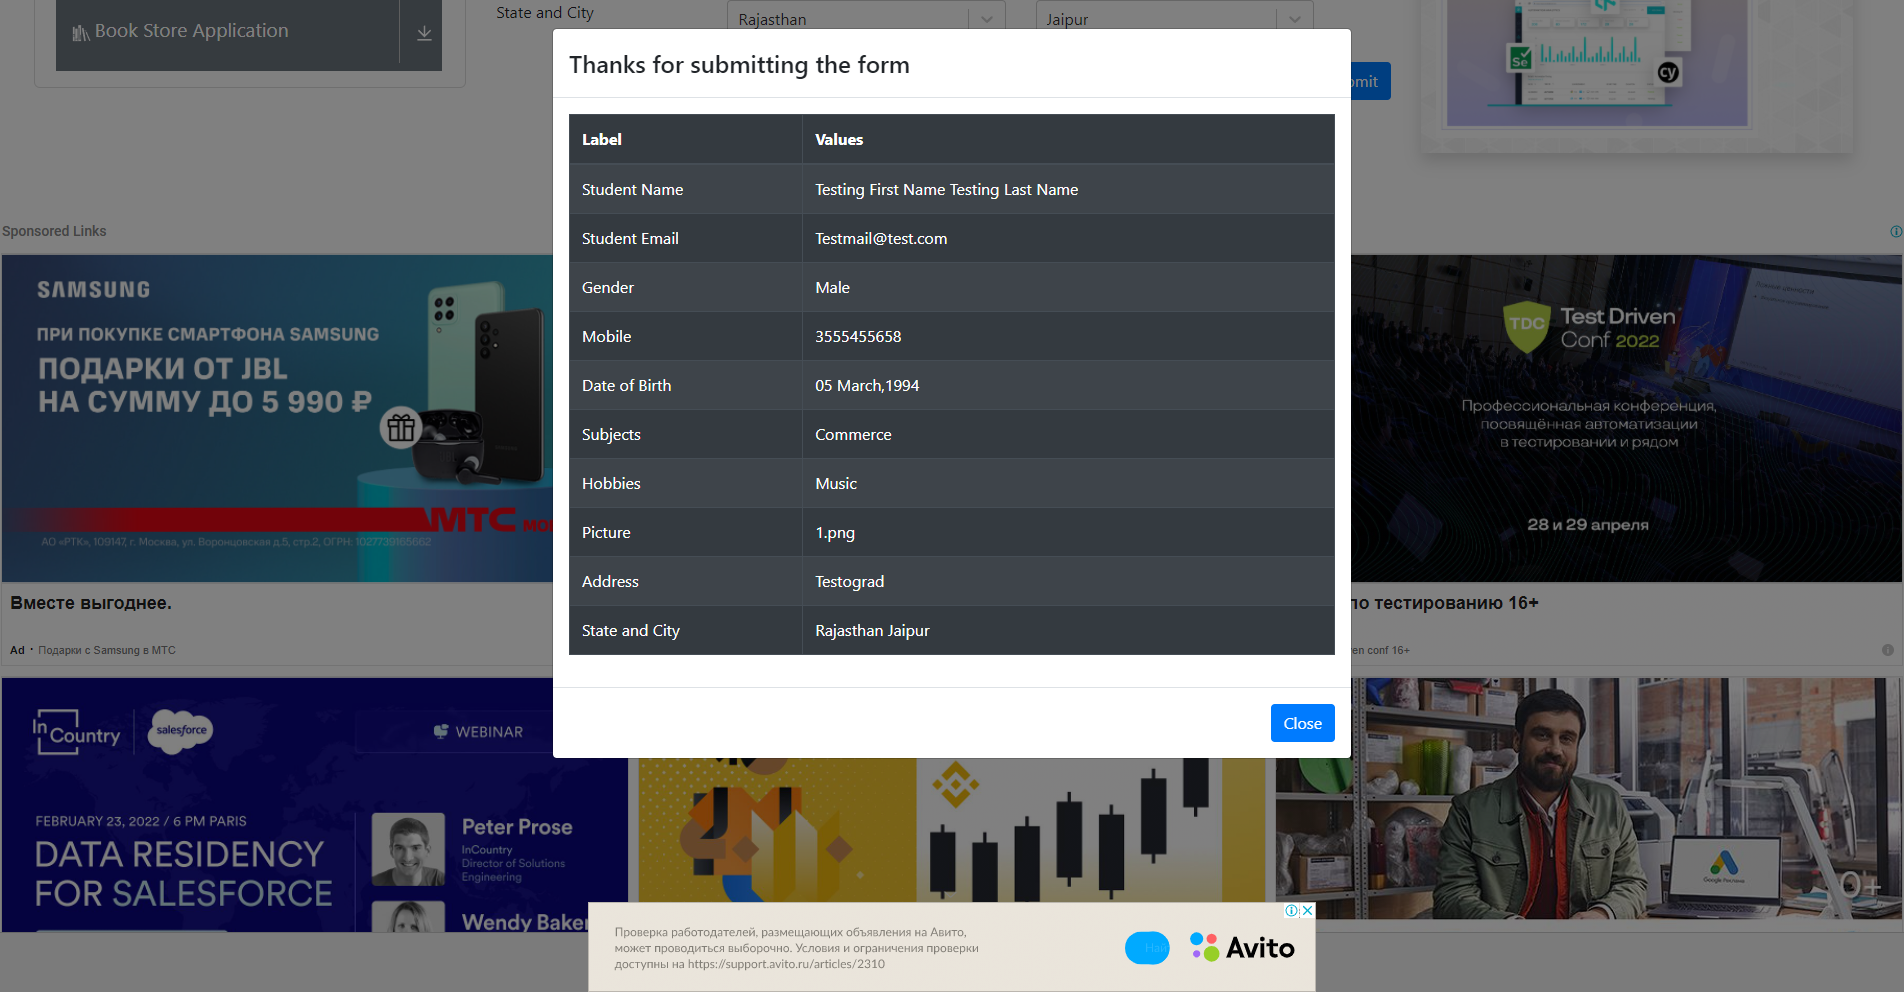 Book Store Application
State and City
Rajasthan
Jaipur
Se
cy
mit
Thanks for submitting the form
Label Values
Student Name Testing First Name Testing Last Name
Student Email Testmail@test.com
Gender Male
Mobile 3555455658
Date of Birth 05 March,1994
Subjects Commerce
Hobbies Music
Picture 1.png
Address Testograd
State and City Rajasthan Jaipur
Close
Sponsored Links
SAMSUNG
ПРИ ПОКУПКЕ СМАРТФОНА SAMSUNG
ПОДАРКИ ОТ JBL
НА СУММУ ДО 5 990 ₽
МТС
АО «РТК», 109147, г. Москва, ул. Воронцовская д.5, стр.2, ОГРН: 1027739165662
Вместе выгоднее.
Ad · Подарки с Samsung в МТС
TDC
Test Driven
Conf 2022
Профессиональная конференция,
посвящённая автоматизации
в тестировании и рядом
28 и 29 апреля
по тестированию 16+
en conf 16+
InCountry
salesforce
WEBINAR
FEBRUARY 23, 2022 / 6 PM PARIS
DATA RESIDENCY
FOR SALESFORCE
Peter Prose
InCountry
Director of Solutions
Engineering
Wendy Baker
Google Реклама
0+
Проверка работодателей, размещающих объявления на Авито,
может проводиться выборочно. Условия и ограничения проверки
доступны на https://support.avito.ru/articles/2310
Най
Avito